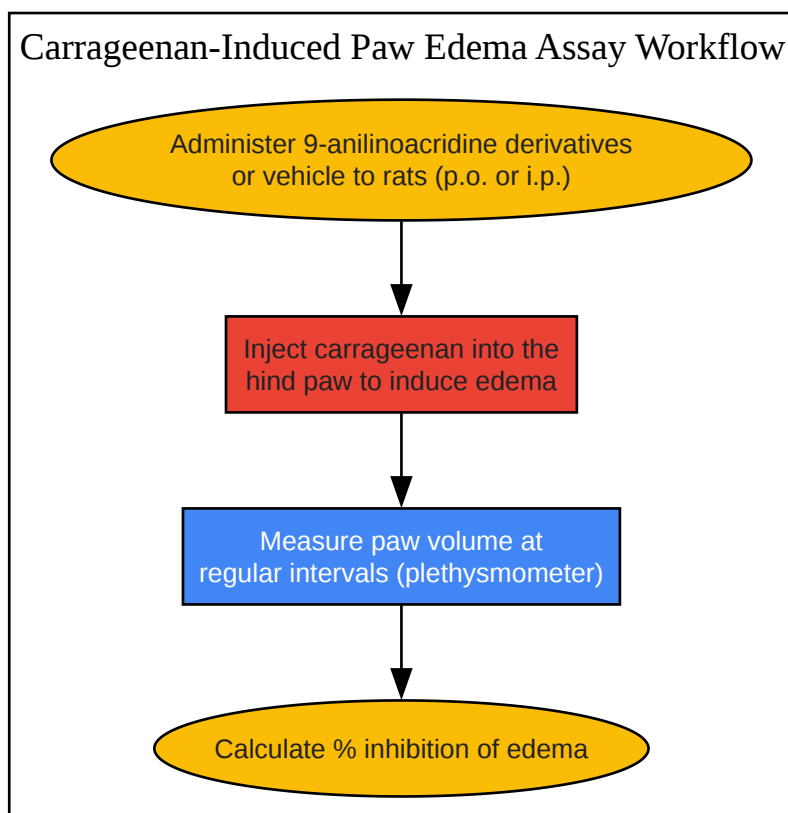 Carrageenan-Induced Paw Edema Assay Workflow
Administer 9-anilinoacridine derivatives
or vehicle to rats (p.o. or i.p.)
Inject carrageenan into the
hind paw to induce edema
Measure paw volume at
regular intervals (plethysmometer)
Calculate % inhibition of edema